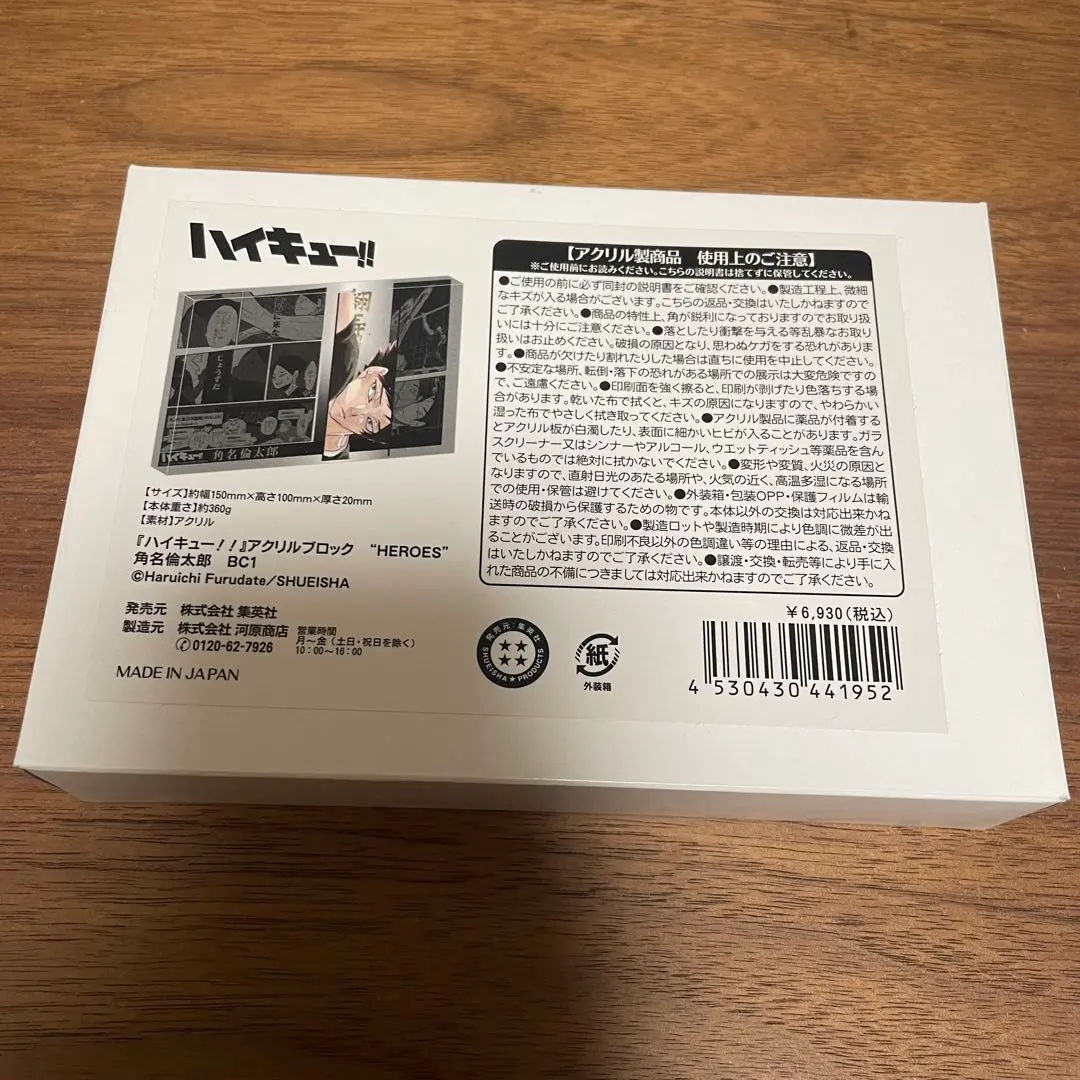 ハイキュー!!
じょうずだ
ハイキュー!! 角名倫太郎
【サイズ】約幅150mm×高さ100mm×厚さ20mm
【本体重さ】約360g
【素材】アクリル
『ハイキュー!!』アクリルブロック “HEROES”
角名倫太郎 BC1
©Haruichi Furudate/SHUEISHA
発売元 株式会社 集英社
製造元 株式会社 河原商店
0120-62-7926
営業時間
月〜金(土日・祝日を除く)
10:00〜16:00
MADE IN JAPAN
【アクリル製商品 使用上のご注意】
※ご使用前にお読みください。こちらの説明書は捨てずに保管してください。
●ご使用の前に必ず同封の説明書をご確認ください。●製造工程上、微細
なキズが入る場合がございます。こちらの返品・交換はいたしかねますので
ご了承ください。●商品の特性上、角が鋭利になっておりますのでお取り扱
いには十分にご注意ください。●落としたり衝撃を与える等乱暴なお取り
扱いはお止めください。破損の原因となり、思わぬケガをする恐れがありま
す。●商品が欠けたり割れたりした場合は直ちに使用を中止してください。
●不安定な場所、転倒・落下の恐れがある場所での展示は大変危険ですの
で、ご遠慮ください。●印刷面を強く擦ると、印刷が剥げたり色落ちする場
合があります。乾いた布で拭くと、キズの原因になりますので、やわらかい
湿った布でやさしく拭き取ってください。●アクリル製品に薬品が付着する
とアクリル板が白濁したり、表面に細かいヒビが入ることがあります。ガラ
スクリーナー又はシンナーやアルコール、ウエットティッシュ等薬品を含ん
でいるものでは絶対に拭かないでください。●変形や変質、火災の原因と
なりますので、直射日光のあたる場所や、火気の近く、高温多湿になる場所
での使用・保管は避けてください。●外装箱・包装OPP・保護フィルムは輸
送時の破損から保護するための物です。本体以外の交換は対応出来かね
ますのでご了承ください。●製造ロットや製造時期により色調に微差が出
ることがございます。印刷不良以外の色調違い等の理由による、返品・交換
はいたしかねますのでご了承ください。●譲渡・交換・転売等により手に入
れた商品の不備につきましては対応出来かねますのでご了承ください。
発売元:集英社
SHUEISHA★PRODUCTS
紙
外装箱
¥6,930(税込)
4 530430 441952